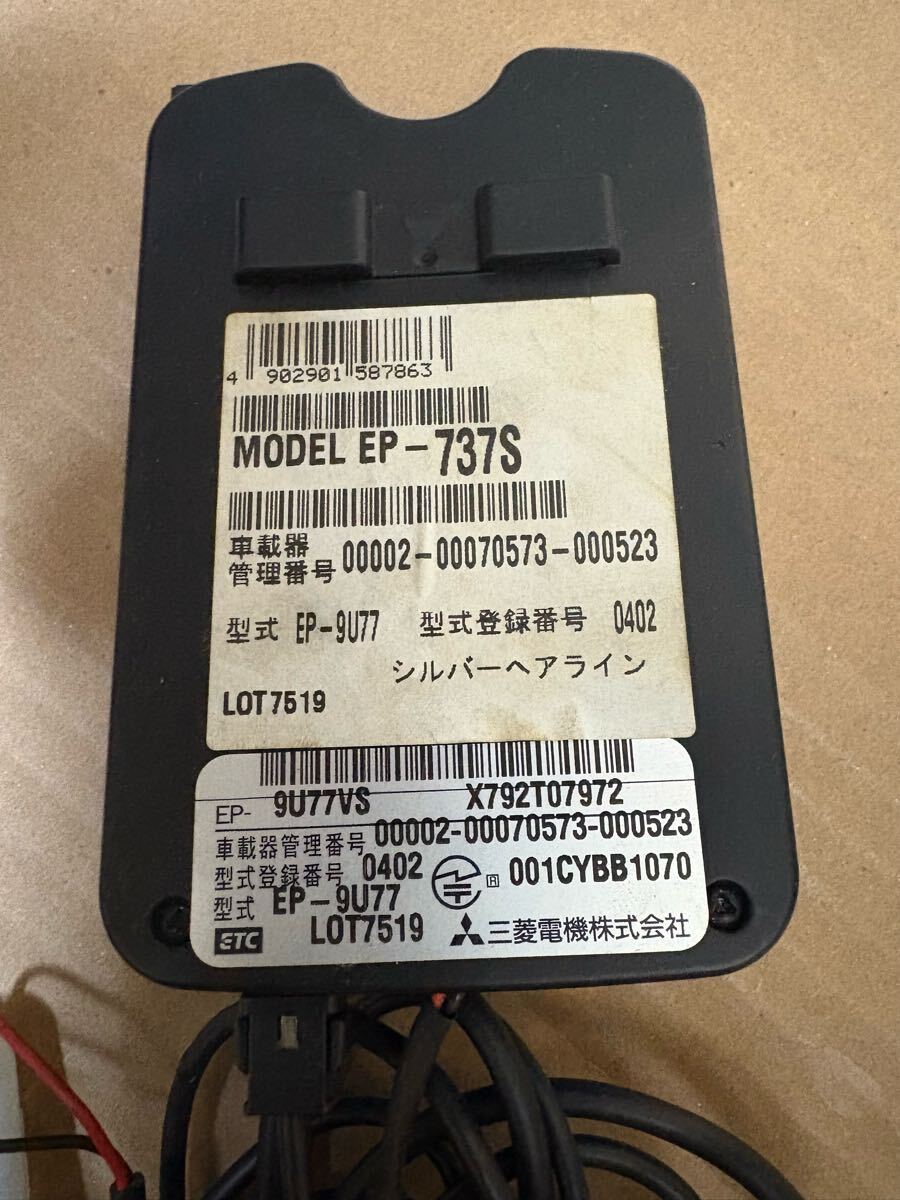 4 902901 587863
MODEL EP-737S
車載器
管理番号 00002-00070573-000523
型式 EP-9U77 型式登録番号 0402
シルバーヘアライン
LOT7519
EP- 9U77VS X792T07972
車載器管理番号 00002-00070573-000523
型式登録番号 0402 R 001CYBB1070
型式 EP-9U77
ETC LOT7519 三菱電機株式会社